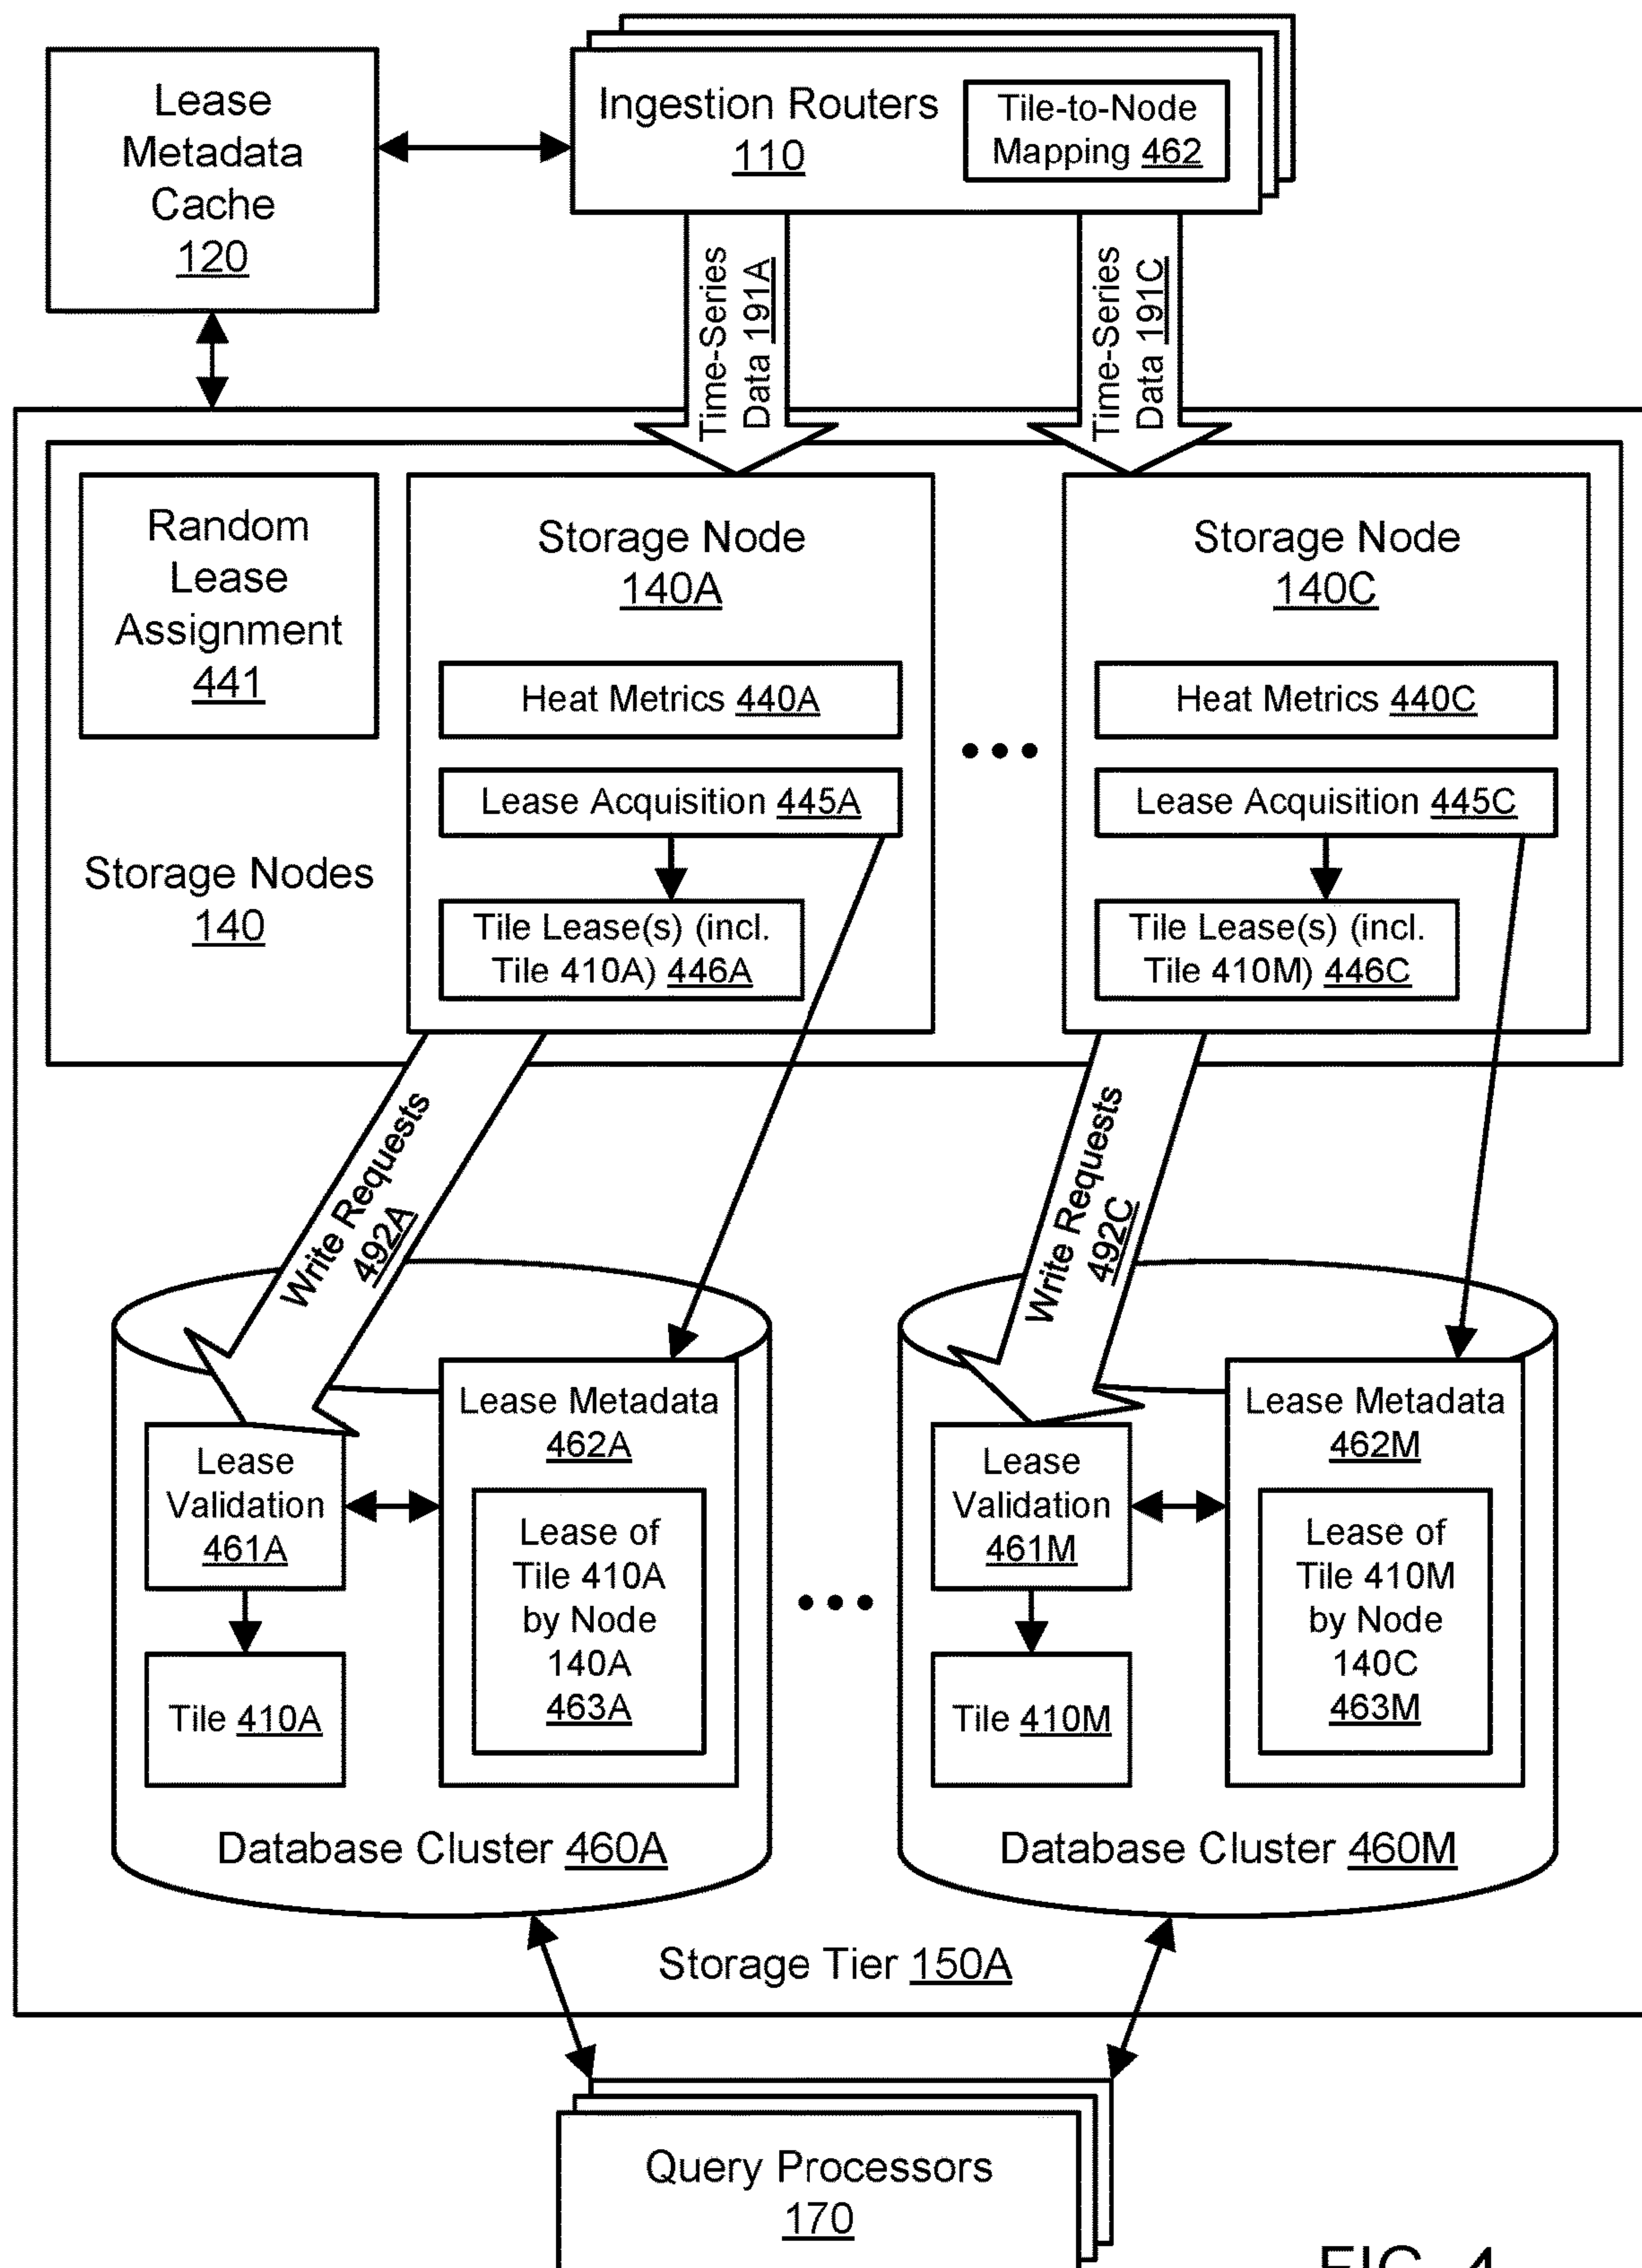 Lease
Metadata
Cache
120
Ingestion Routers
110
Tile-to-Node
Mapping 462
Time-Series
Data 191A
Time-Series
Data 191C
Random
Lease
Assignment
441
Storage Nodes
140
Storage Node
140A
Heat Metrics 440A
Lease Acquisition 445A
Tile Lease(s) (incl.
Tile 410A) 446A
Storage Node
140C
Heat Metrics 440C
Lease Acquisition 445C
Tile Lease(s) (incl.
Tile 410M) 446C
Write Requests
492A
Write Requests
492C
Lease
Validation
461A
Tile 410A
Lease Metadata
462A
Lease of
Tile 410A
by Node
140A
463A
Database Cluster 460A
Lease
Validation
461M
Tile 410M
Lease Metadata
462M
Lease of
Tile 410M
by Node
140C
463M
Database Cluster 460M
Storage Tier 150A
Query Processors
170
FIG. 4